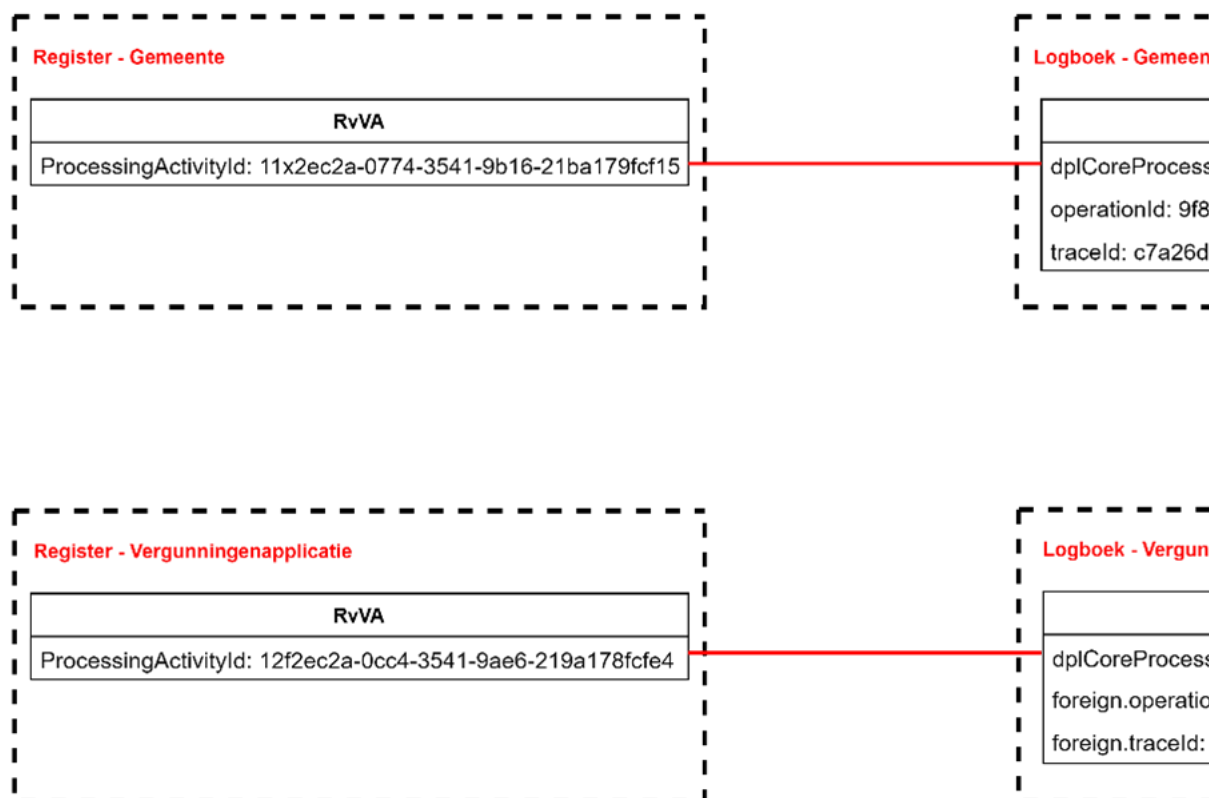 Register - Gemeente
RvVA
ProcessingActivityId: 11x2ec2a-0774-3541-9b16-21ba179fcf15
Logboek - Gemeen
dplCoreProcess
operationId: 9f8
traceId: c7a26d
Register - Vergunningenapplicatie
RvVA
ProcessingActivityId: 12f2ec2a-0cc4-3541-9ae6-219a178fcfe4
Logboek - Vergun
dplCoreProcess
foreign.operatio
foreign.traceId: